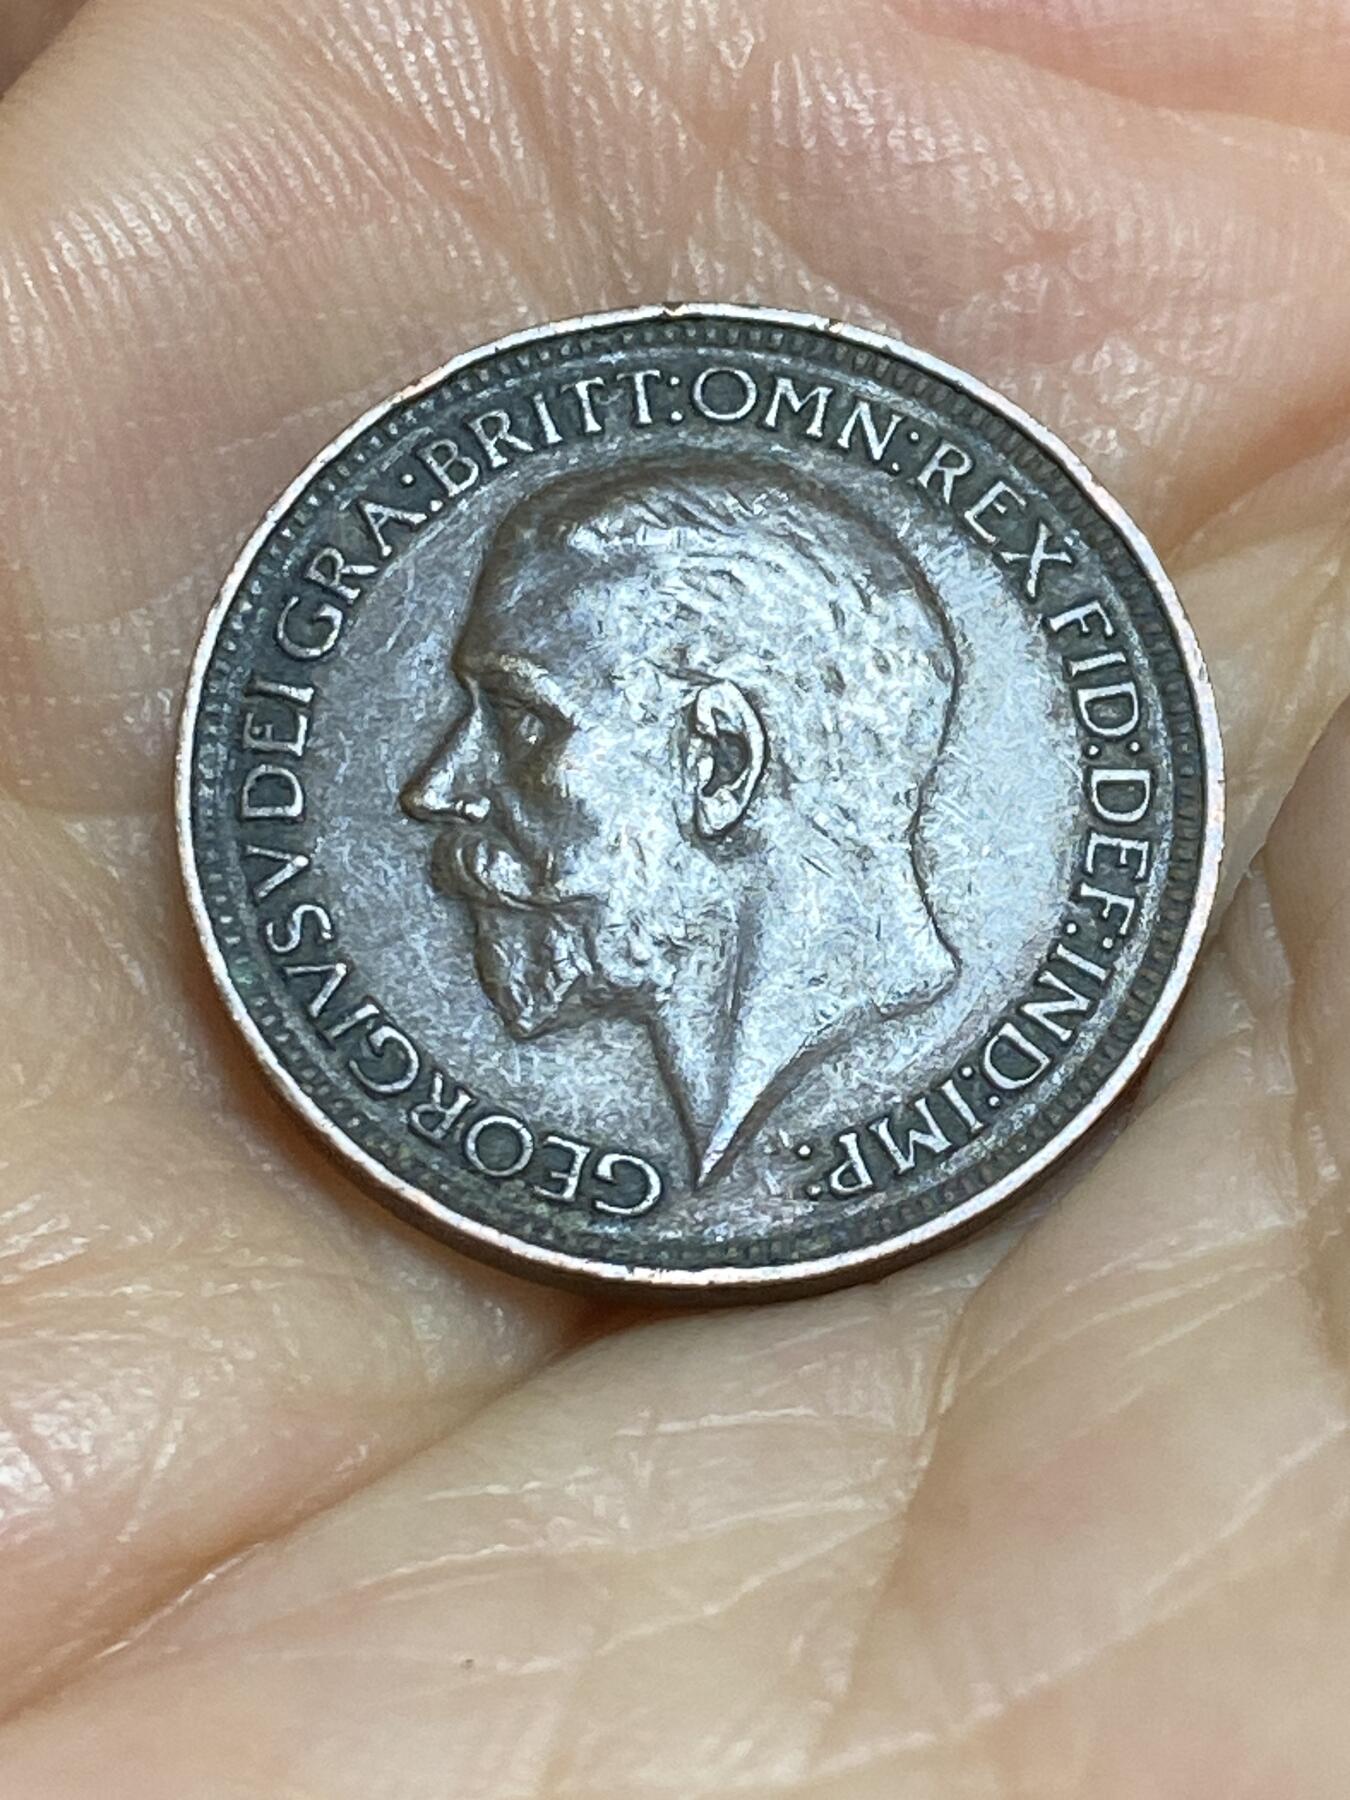 GEORGIVS V DEI GRA: BRITT: OMN: REX FID: DEF: IND: IMP: